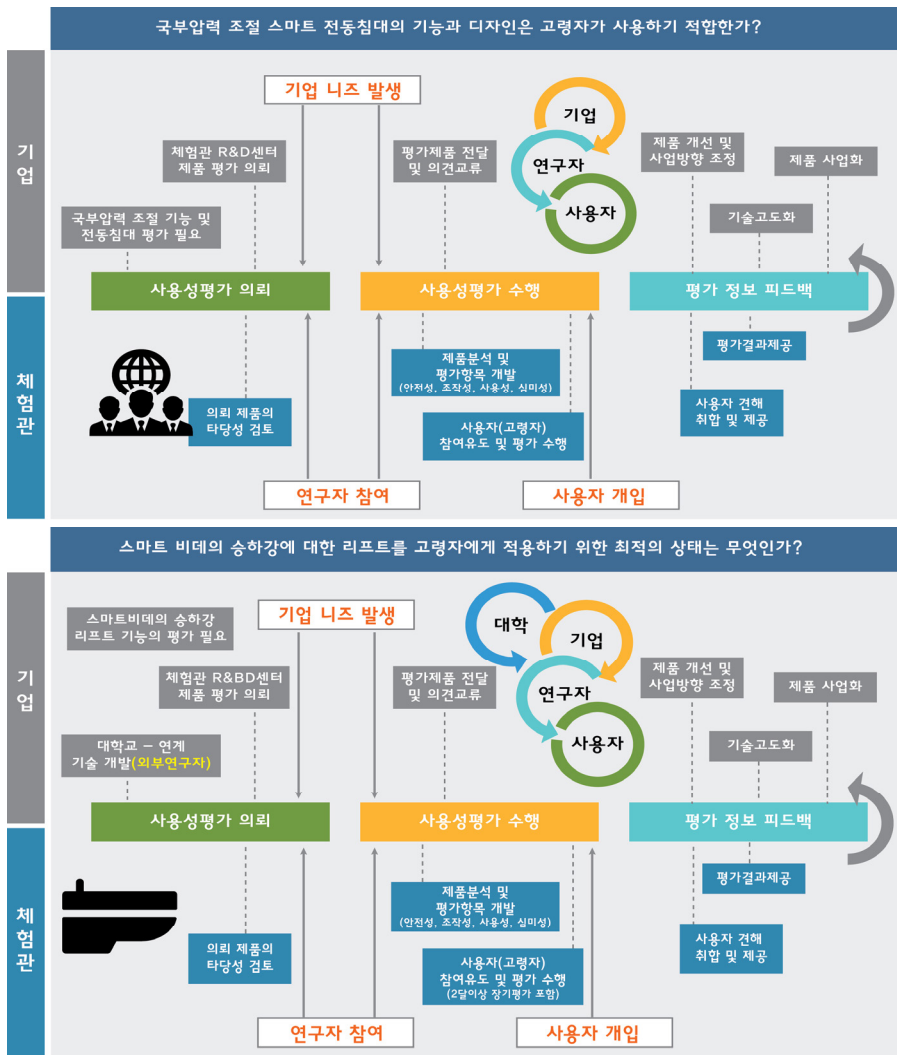 국부압력 조절 스마트 전동침대의 기능과 디자인은 고령자가 사용하기 적합한가?
기업
체험관
기업 니즈 발생
체험관 R&D센터
제품 평가 의뢰
국부압력 조절 기능 및
전동침대 평가 필요
평가제품 전달
및 의견교류
기업
연구자
사용자
제품 개선 및
사업방향 조정
제품 사업화
기술고도화
사용성평가 의뢰
사용성평가 수행
평가 정보 피드백
의뢰 제품의
타당성 검토
제품분석 및
평가항목 개발
(안전성, 조작성, 사용성, 심미성)
사용자(고령자)
참여유도 및 평가 수행
평가결과제공
사용자 견해
취합 및 제공
연구자 참여
사용자 개입
스마트 비데의 승하강에 대한 리프트를 고령자에게 적용하기 위한 최적의 상태는 무엇인가?
기업
체험관
스마트비데의 승하강
리프트 기능의 평가 필요
기업 니즈 발생
체험관 R&BD센터
제품 평가 의뢰
대학교 – 연계
기술 개발(외부연구자)
평가제품 전달
및 의견교류
대학
기업
연구자
사용자
제품 개선 및
사업방향 조정
제품 사업화
기술고도화
사용성평가 의뢰
사용성평가 수행
평가 정보 피드백
의뢰 제품의
타당성 검토
제품분석 및
평가항목 개발
(안전성, 조작성, 사용성, 심미성)
사용자(고령자)
참여유도 및 평가 수행
(2달이상 장기평가 포함)
평가결과제공
사용자 견해
취합 및 제공
연구자 참여
사용자 개입